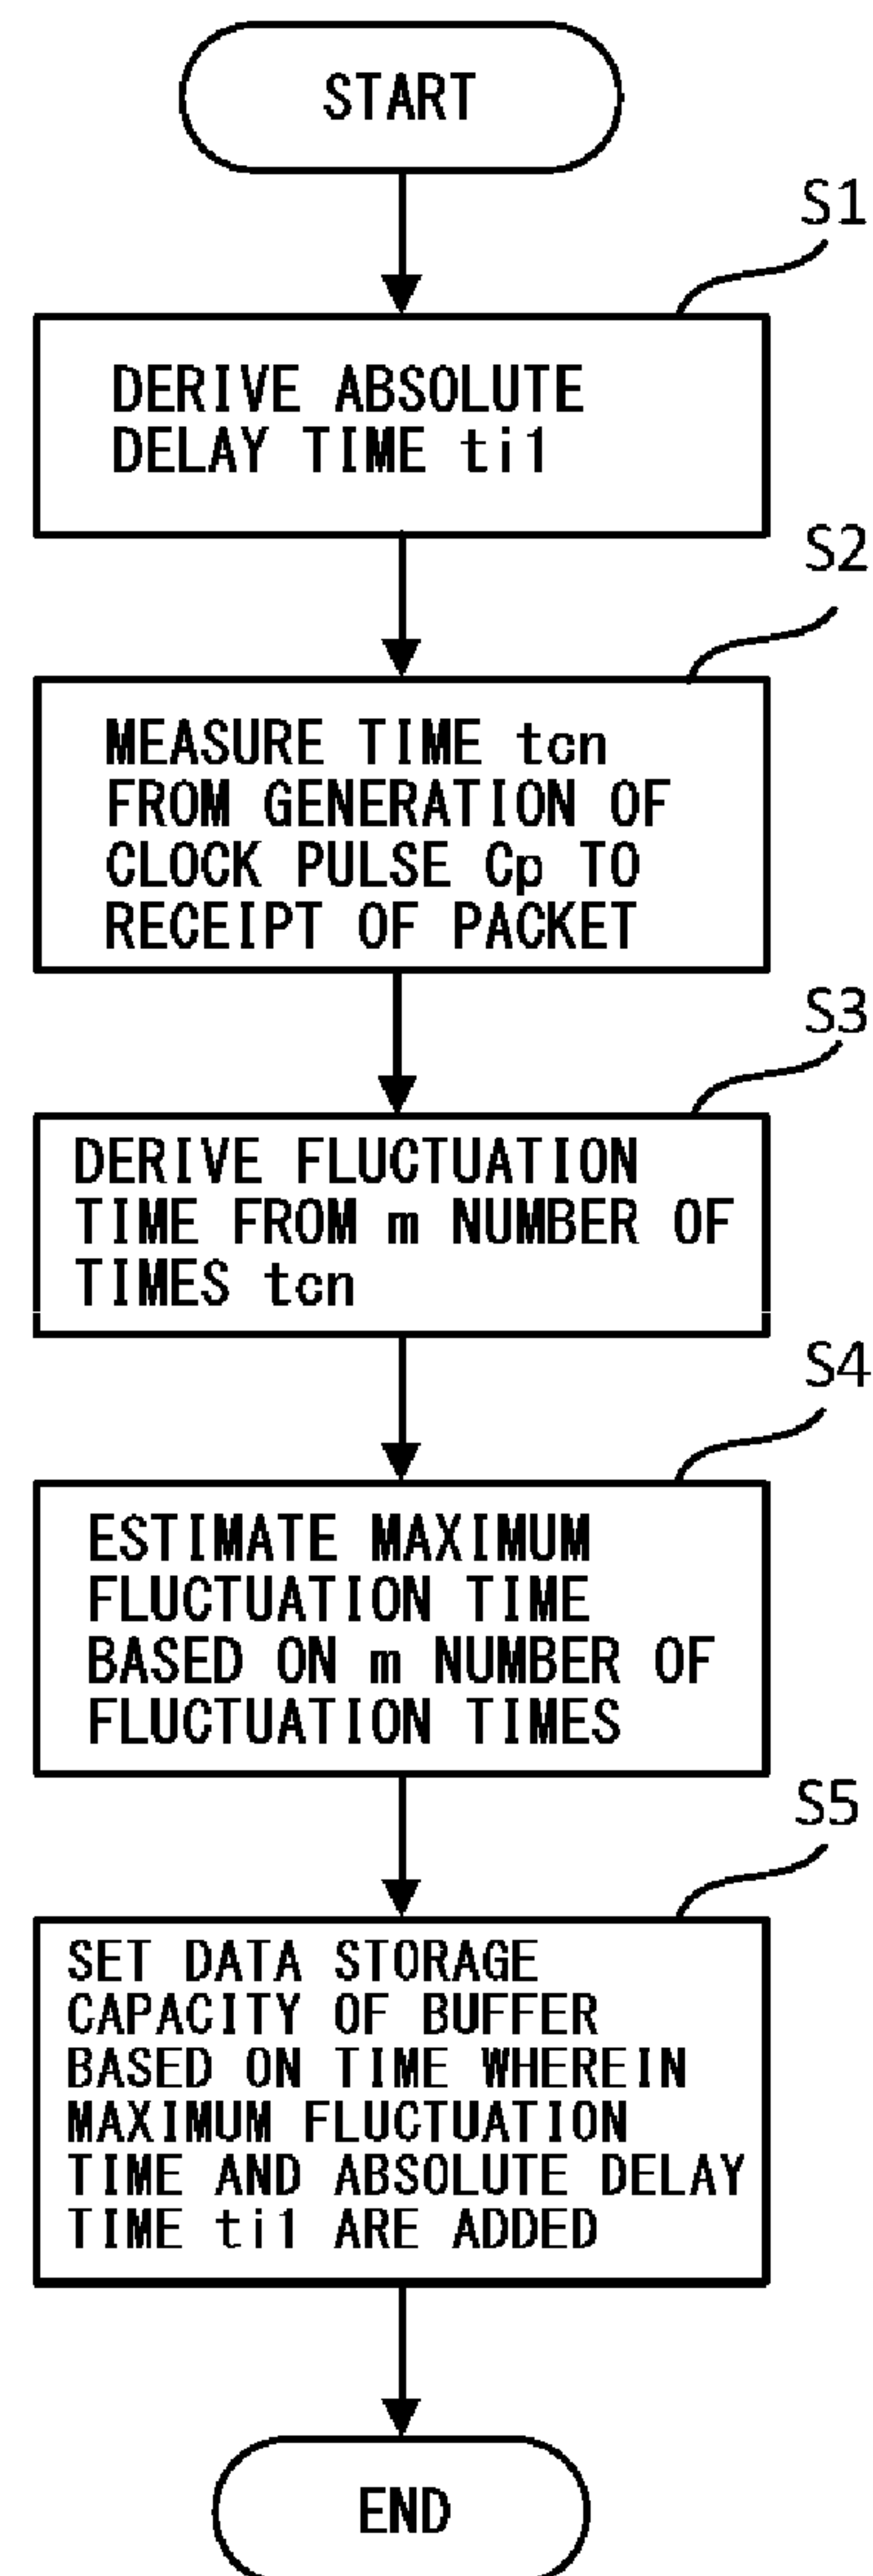 START
S1
DERIVE ABSOLUTE
DELAY TIME ti1
S2
MEASURE TIME tcn
FROM GENERATION OF
CLOCK PULSE Cp TO
RECEIPT OF PACKET
S3
DERIVE FLUCTUATION
TIME FROM m NUMBER OF
TIMES tcn
S4
ESTIMATE MAXIMUM
FLUCTUATION TIME
BASED ON m NUMBER OF
FLUCTUATION TIMES
S5
SET DATA STORAGE
CAPACITY OF BUFFER
BASED ON TIME WHEREIN
MAXIMUM FLUCTUATION
TIME AND ABSOLUTE DELAY
TIME ti1 ARE ADDED
END